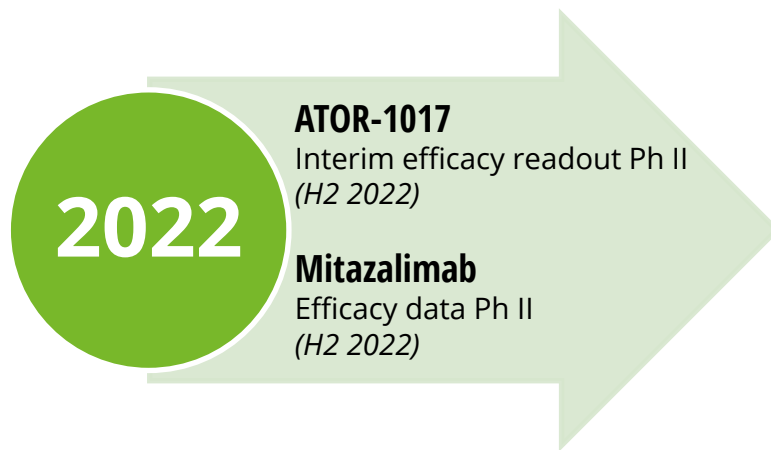 2022
ATOR-1017
Interim efficacy readout Ph II
(H2 2022)
Mitazalimab
Efficacy data Ph II
(H2 2022)